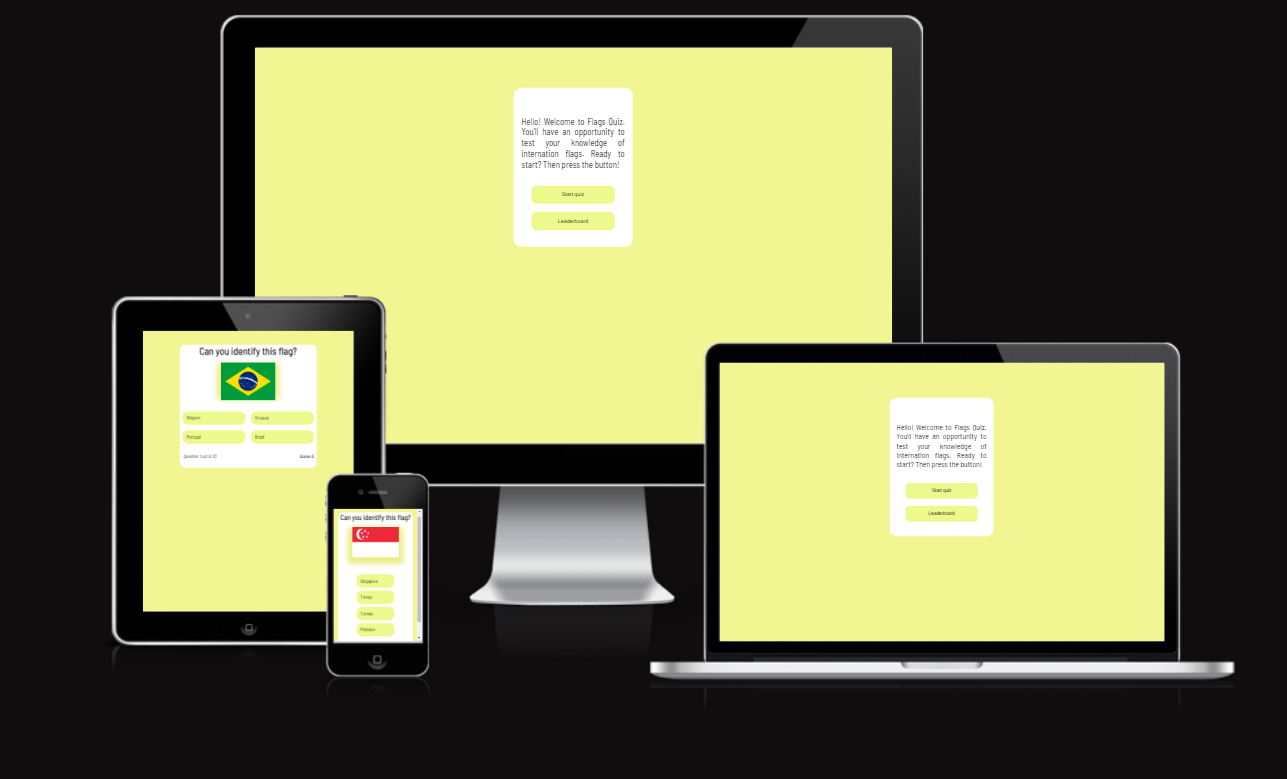 Hello! Welcome to Flags Quiz.
You'll have an opportunity to
test your knowledge of
internation flags. Ready to
start? Then press the button!
Start quiz
Leaderboard
Can you identify this flag?
Belgium
Uruguay
Portugal
Brazil
Question 1 out of 20
Score: 0
Can you identify this flag?
Singapore
Turkey
Tunisia
Pakistan
Hello! Welcome to Flags Quiz.
You'll have an opportunity to
test your knowledge of
internation flags. Ready to
start? Then press the button!
Start quiz
Leaderboard